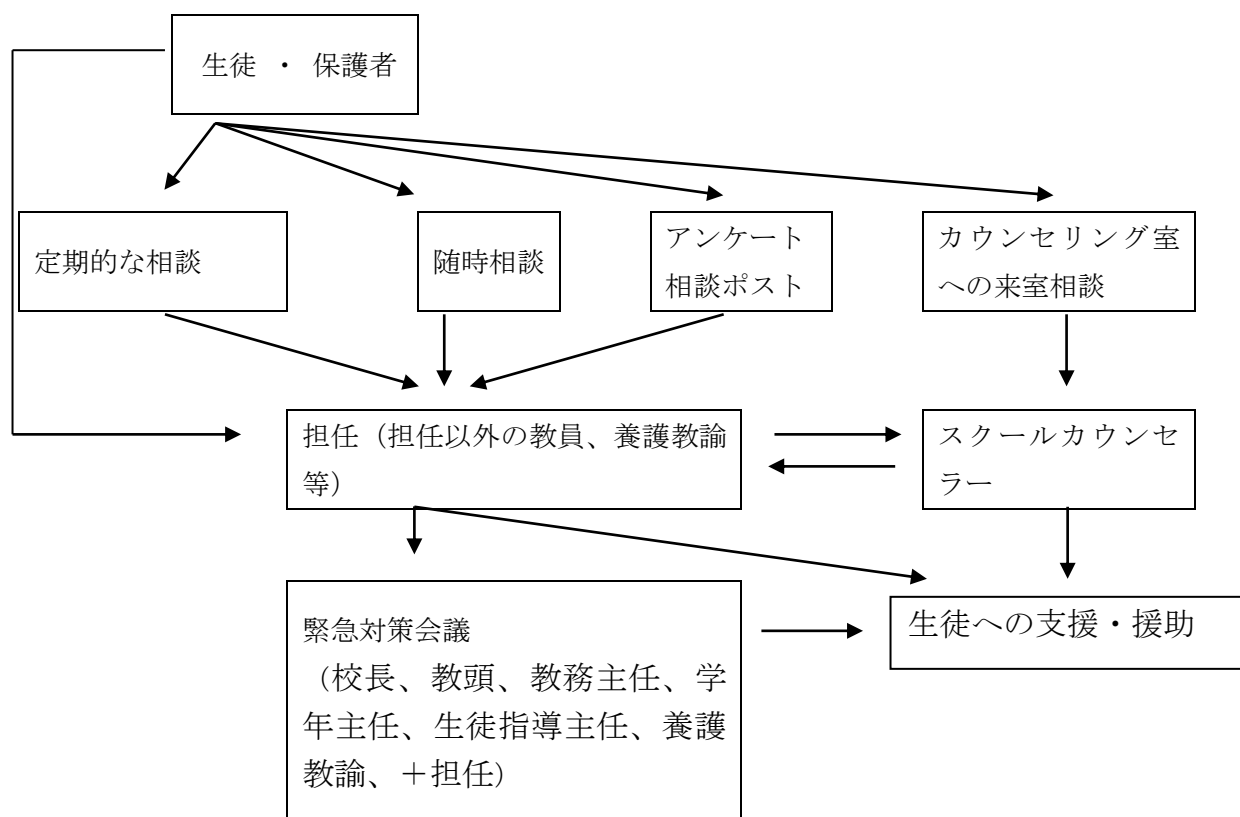 生徒 ・ 保護者
定期的な相談
随時相談
アンケート
相談ポスト
カウンセリング室
への来室相談
担任（担任以外の教員、養護教諭
等）
スクールカウンセ
ラー
緊急対策会議
（校長、教頭、教務主任、学
年主任、生徒指導主任、養護
教諭、＋担任）
生徒への支援・援助